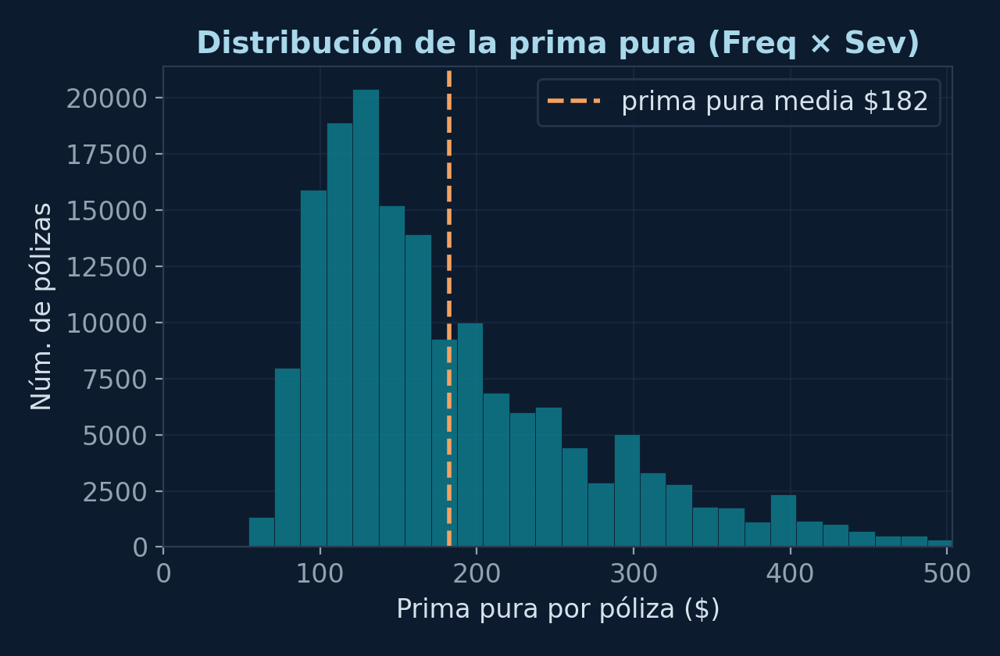 Distribución de la prima pura (Freq × Sev)
prima pura media $182
Núm. de pólizas
20000
17500
15000
12500
10000
7500
5000
2500
0
0 100 200 300 400 500
Prima pura por póliza ($)